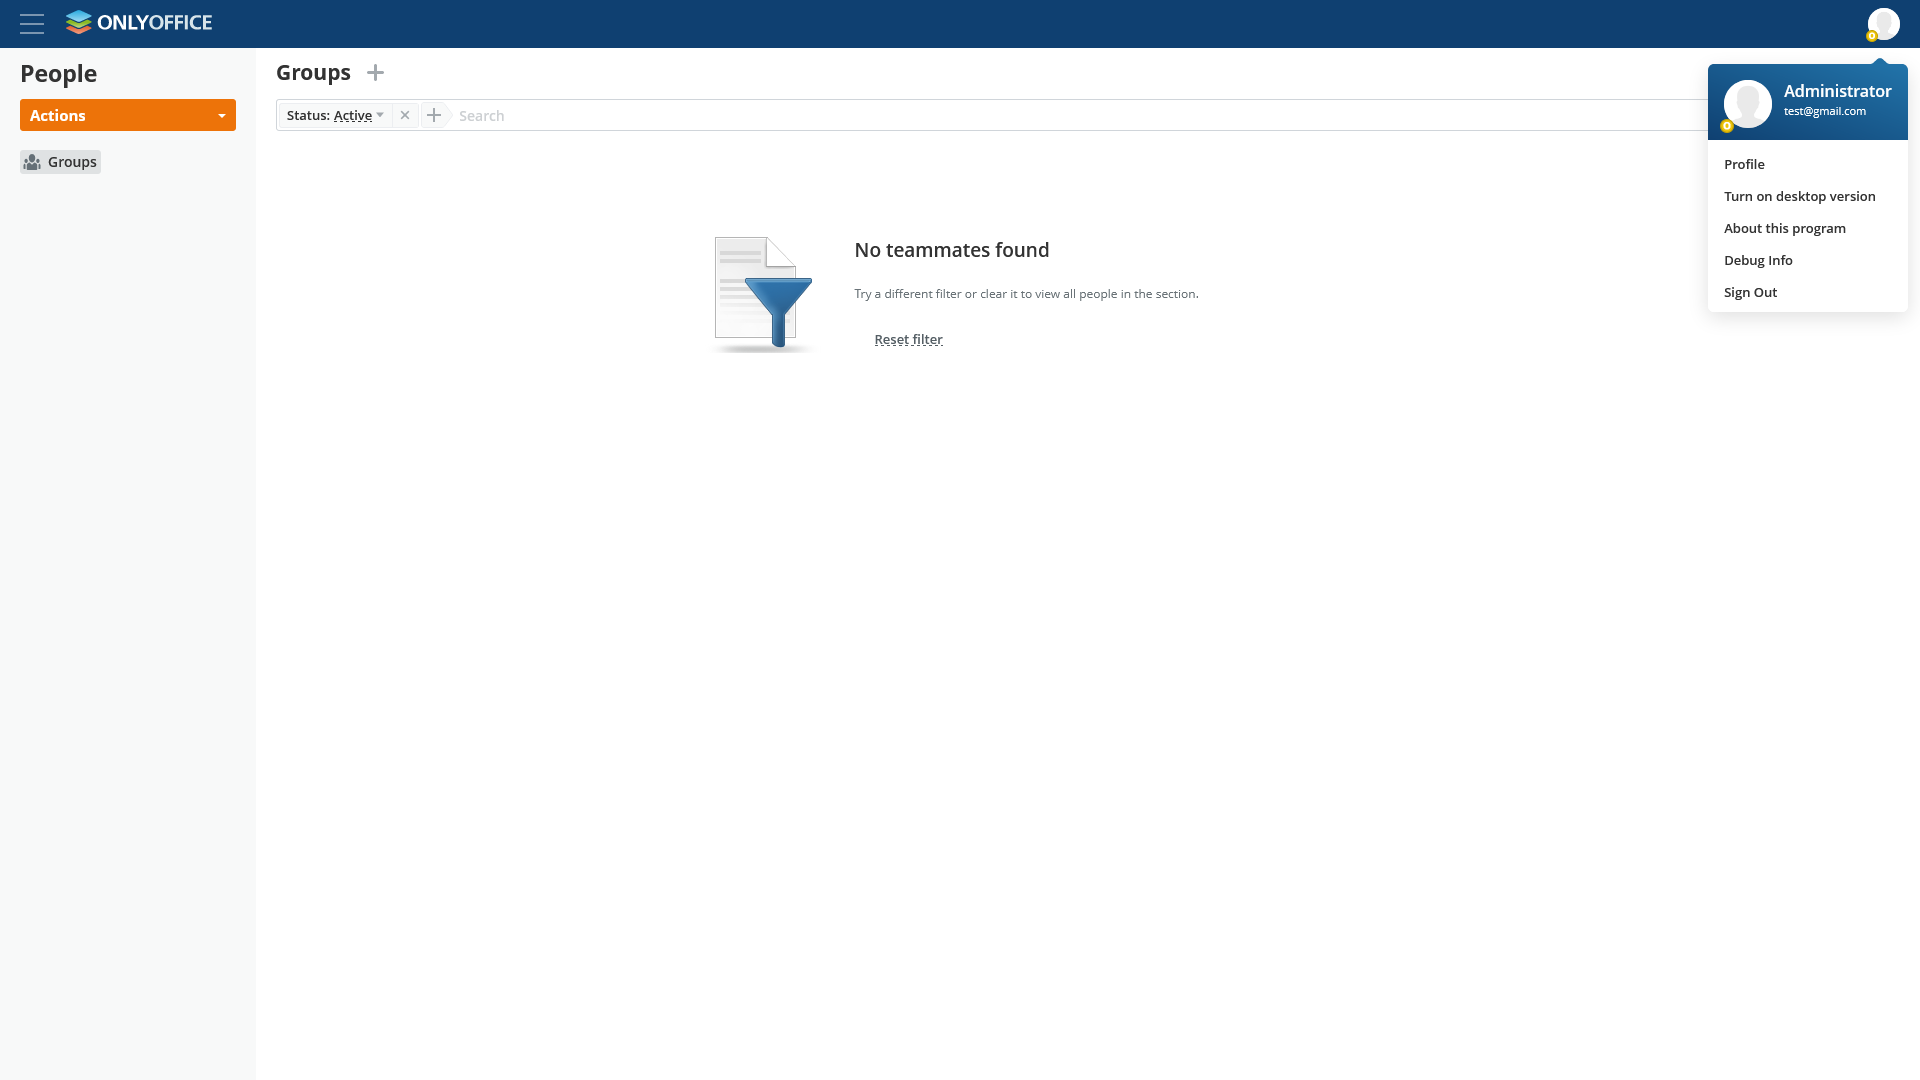 ONLYOFFICE
People
Groups
Actions
Status: Active
Search
Groups
No teammates found
Try a different filter or clear it to view all people in the section.
Reset filter
Administrator
test@gmail.com
Profile
Turn on desktop version
About this program
Debug Info
Sign Out